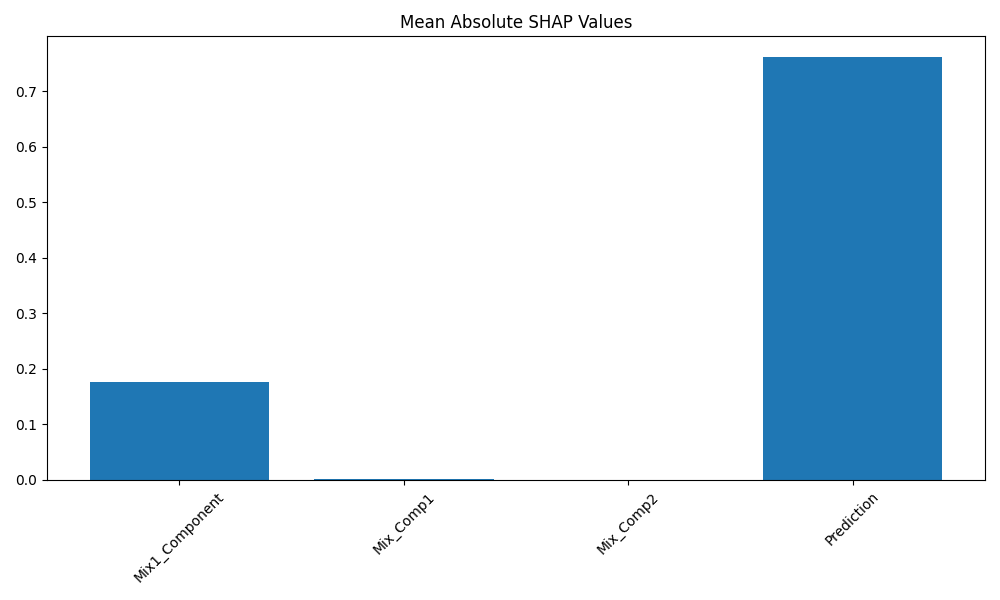 Mean Absolute SHAP Values
0.7
0.6
0.5
0.4
0.3
0.2
0.1
0.0
Mix1_Component
Mix_Comp1
Mix_Comp2
Prediction